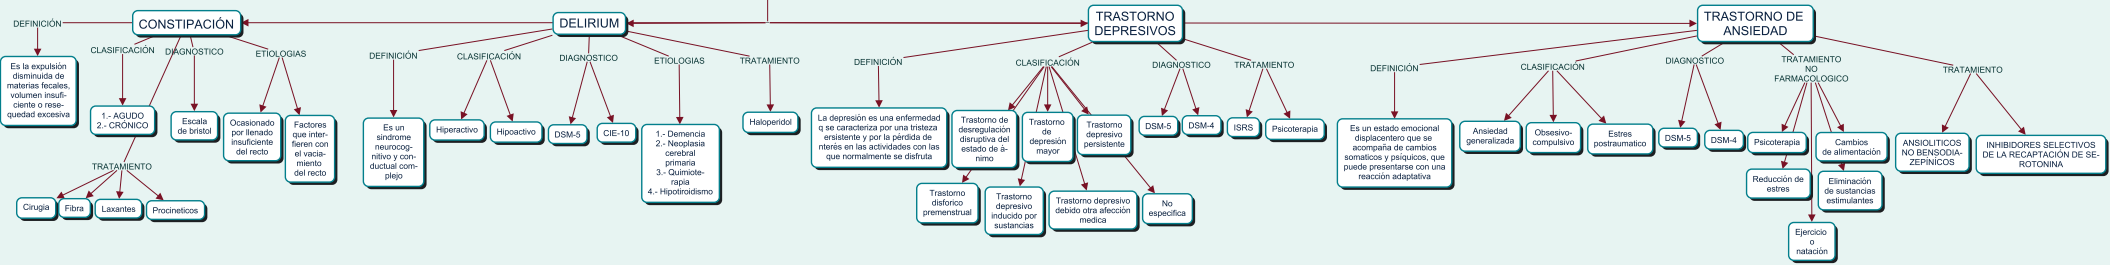 DEFINICIÓN
CONSTIPACIÓN
CLASIFICACIÓN
DIAGNOSTICO
ETIOLOGIAS
Es la expulsión
disminuida de
materias fecales,
volumen insufi-
ciente o rese-
quedad excesiva
1.- AGUDO
2.- CRÓNICO
Escala
de bristol
Ocasionado
por llenado
insuficiente
del recto
Factores
que inter-
fieren con
el vacia-
miento
del recto
TRATAMIENTO
Cirugia
Fibra
Laxantes
Procineticos
DELIRIUM
DEFINICIÓN
CLASIFICACIÓN
DIAGNOSTICO
ETIOLOGIAS
TRATAMIENTO
Es un
sindrome
neurocog-
nitivo y con-
ductual com-
plejo
Hiperactivo
Hipoactivo
DSM-5
CIE-10
1.- Demencia
2.- Neoplasia
cerebral
primaria
3.- Quimiote-
rapia
4.- Hipotiroidismo
Haloperidol
TRASTORNO
DEPRESIVOS
DEFINICIÓN
CLASIFICACIÓN
DIAGNOSTICO
TRATAMIENTO
La depresión es una enfermedad
q se caracteriza por una tristeza
ersistente y por la pérdida de
nterés en las actividades con las
que normalmente se disfruta
Trastorno de
desregulación
disruptiva del
estado de á-
nimo
Trastorno
de
depresión
mayor
Trastorno
depresivo
persistente
DSM-5
DSM-4
ISRS
Psicoterapia
Trastorno
disforico
premenstrual
Trastorno
depresivo
inducido por
sustancias
Trastorno depresivo
debido otra afección
medica
No
especifica
TRASTORNO DE
ANSIEDAD
DEFINICIÓN
CLASIFICACIÓN
DIAGNOSTICO
TRATAMIENTO
NO
FARMACOLOGICO
TRATAMIENTO
Es un estado emocional
displacentero que se
acompaña de cambios
somaticos y psíquicos, que
puede presentarse con una
reacción adaptativa
Ansiedad
generalizada
Obsesivo-
compulsivo
Estres
postraumatico
DSM-5
DSM-4
Psicoterapia
Cambios
de alimentación
Reducción de
estres
Eliminación
de sustancias
estimulantes
Ejercicio
o
natación
ANSIOLITICOS
NO BENSODIA-
ZEPÍNICOS
INHIBIDORES SELECTIVOS
DE LA RECAPTACIÓN DE SE-
ROTONINA